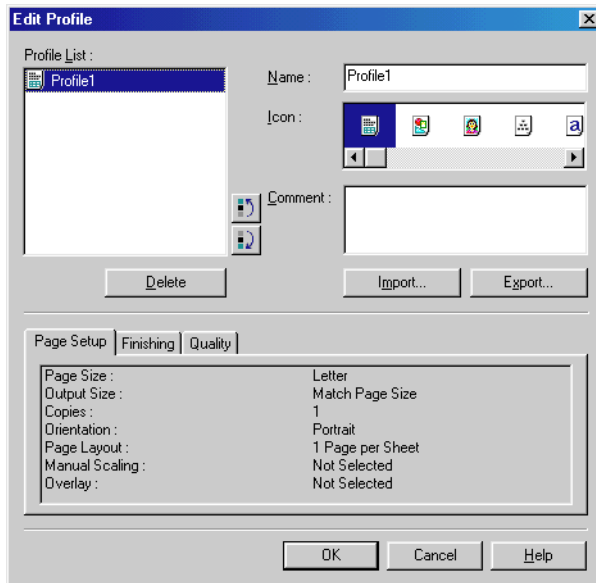 Edit Profile
Profile List :
Profile1
Name : Profile1
Icon :
a
Comment :
Delete
Import... Export...
Page Setup Finishing Quality
Page Size : Letter
Output Size : Match Page Size
Copies : 1
Orientation : Portrait
Page Layout : 1 Page per Sheet
Manual Scaling : Not Selected
Overlay : Not Selected
OK Cancel Help